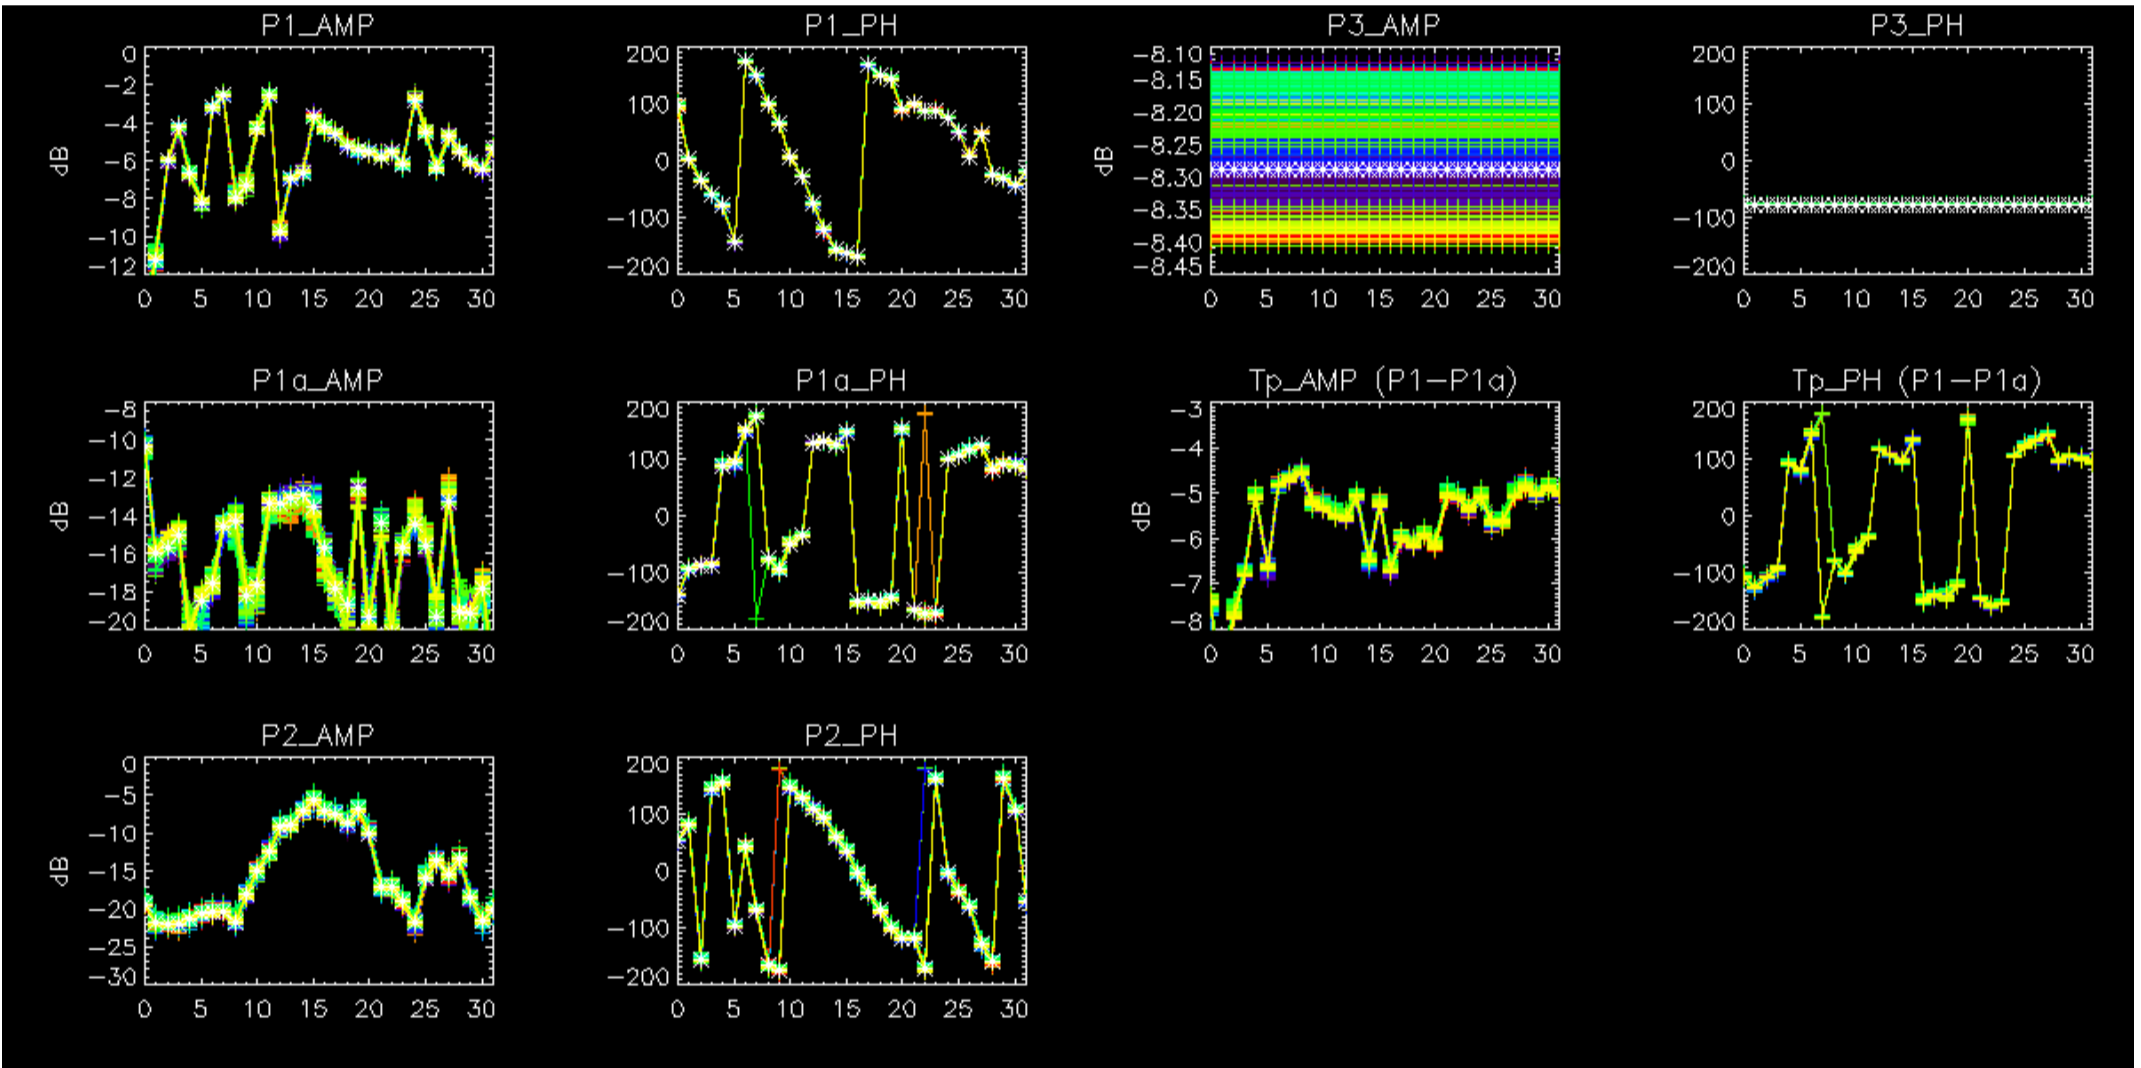 P1_AMP
P1_PH
P3_AMP
P3_PH
0
-2
-4
-6
-8
-10
-12
dB
0 5 10 15 20 25 30
200
100
0
-100
-200
0 5 10 15 20 25 30
-8.10
-8.15
-8.20
-8.25
-8.30
-8.35
-8.40
-8.45
dB
0 5 10 15 20 25 30
200
100
0
-100
-200
0 5 10 15 20 25 30
P1a_AMP
P1a_PH
Tp_AMP (P1-P1a)
Tp_PH (P1-P1a)
-8
-10
-12
-14
-16
-18
-20
dB
0 5 10 15 20 25 30
200
100
0
-100
-200
0 5 10 15 20 25 30
-3
-4
-5
-6
-7
-8
dB
0 5 10 15 20 25 30
200
100
0
-100
-200
0 5 10 15 20 25 30
P2_AMP
P2_PH
0
-5
-10
-15
-20
-25
-30
dB
0 5 10 15 20 25 30
200
100
0
-100
-200
0 5 10 15 20 25 30